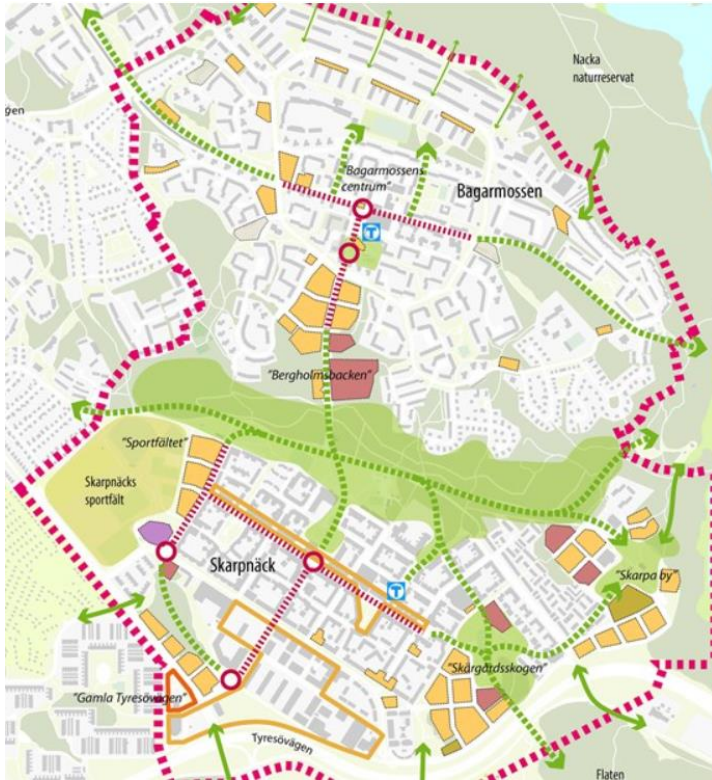 Nacka
naturreservat
gen
"Bagarmossens
centrum"
Bagarmossen
T
"Bergholmsbacken"
"Sportfältet"
Skarpnäcks
sportfält
Skarpnäck
T
"Skarpa by"
"Skärgårdsskogen"
"Gamla Tyresövägen"
Tyresövägen
Flaten